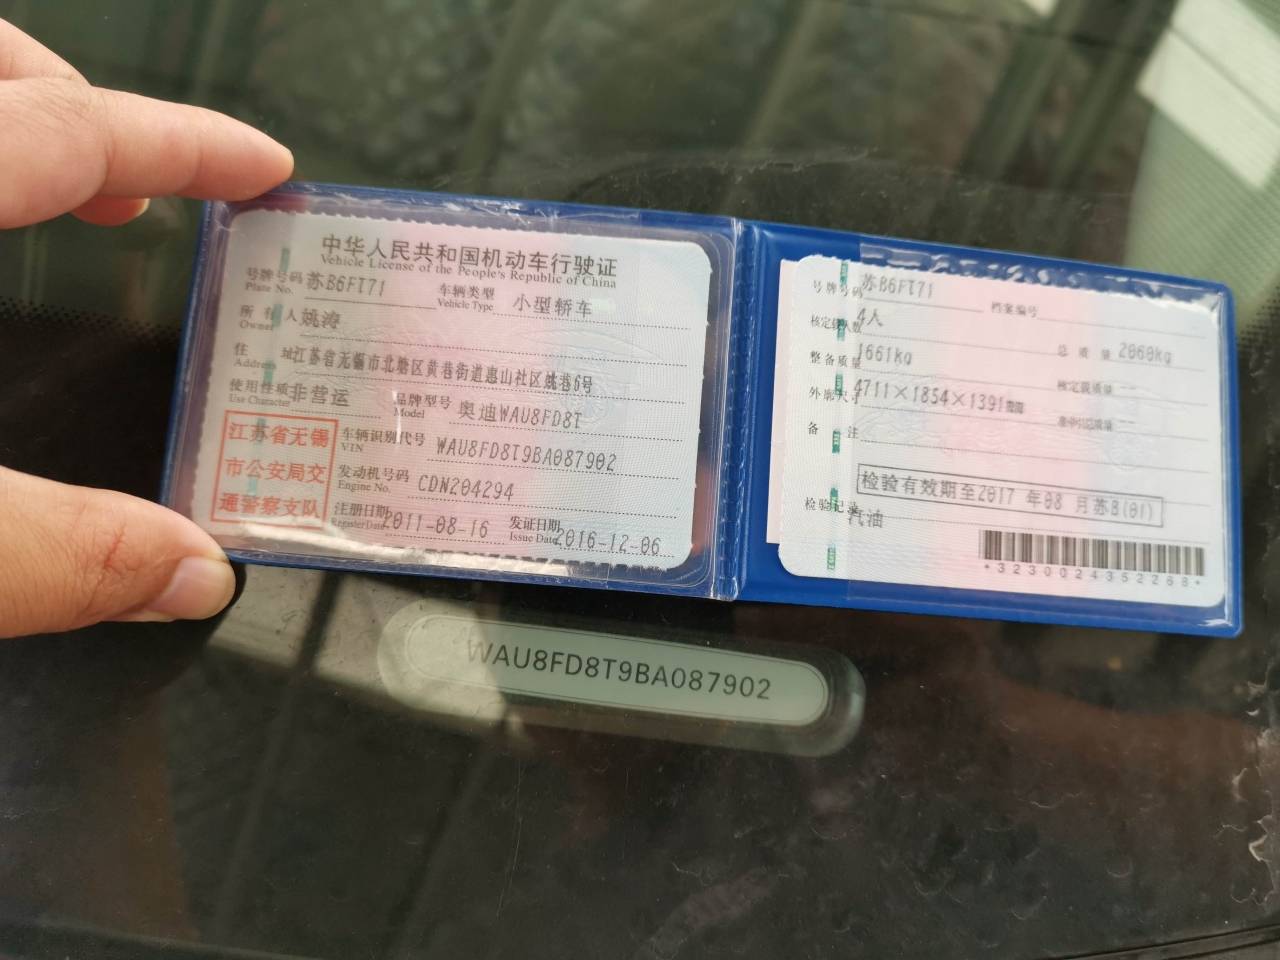 中华人民共和国机动车行驶证
Vehicle License of the People's Republic of China
号牌号码 苏B6FT71 车辆类型 小型轿车
Plate No. Vehicle Type
所有人 姚涛
Owner
住址 江苏省无锡市北塘区黄巷街道惠山社区姚巷6号
Address
使用性质 非营运 品牌型号 奥迪WAU8FD8T
Use Character Model
江苏省无锡
市公安局交
通警察支队
车辆识别代号 WAU8FD8T9BA087902
VIN
发动机号码 CDN204294
Engine No.
注册日期 2011-08-16 发证日期 2016-12-06
Register Date Issue Date
号牌号码 苏B6FT71 档案编号
核定载人数 4人 总质量 2060kg
整备质量 1661kg 核定载质量 --
外廓尺寸 4711×1854×1391mm 准牵引总质量 --
备注
检验有效期至2017年08月苏B(01)
检验记录
汽油
*3230024352268*
WAU8FD8T9BA087902